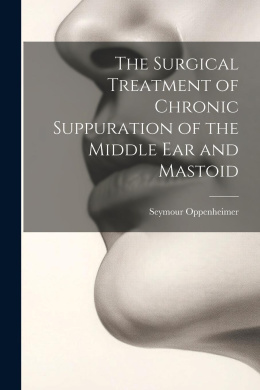 The Surgical
Treatment of
Chronic
Suppuration of the
Middle Ear and
Mastoid
Seymour Oppenheimer